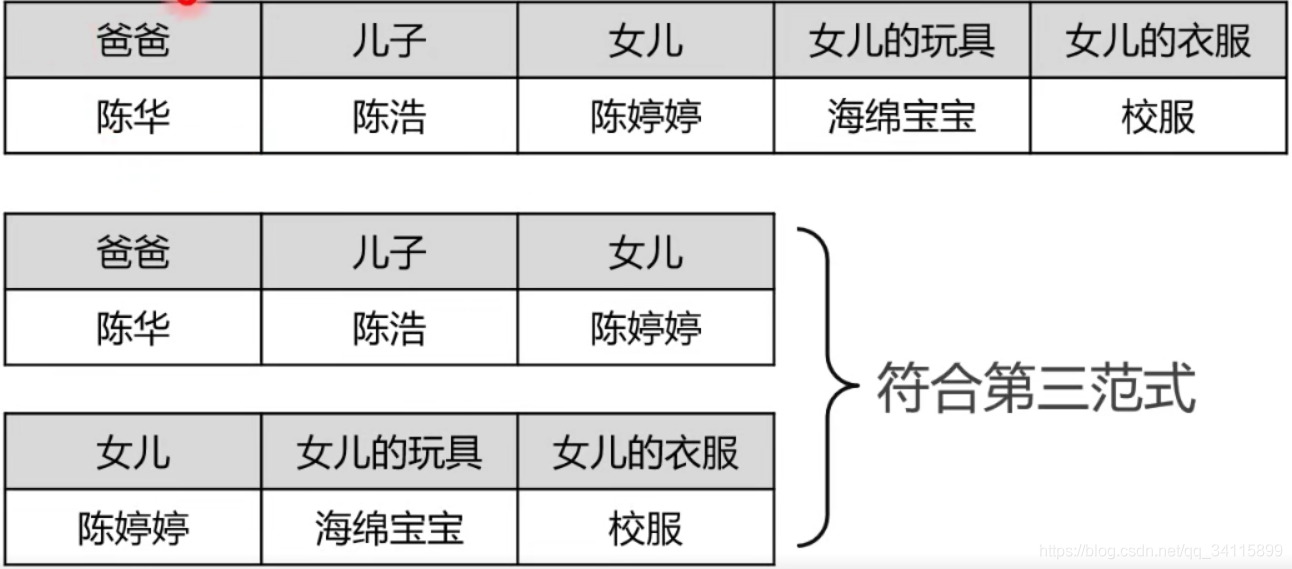 爸爸 儿子 女儿 女儿的玩具 女儿的衣服
陈华 陈浩 陈婷婷 海绵宝宝 校服
爸爸 儿子 女儿
陈华 陈浩 陈婷婷
符合第三范式
女儿 女儿的玩具 女儿的衣服
陈婷婷 海绵宝宝 校服
https://blog.csdn.net/qq_34115899